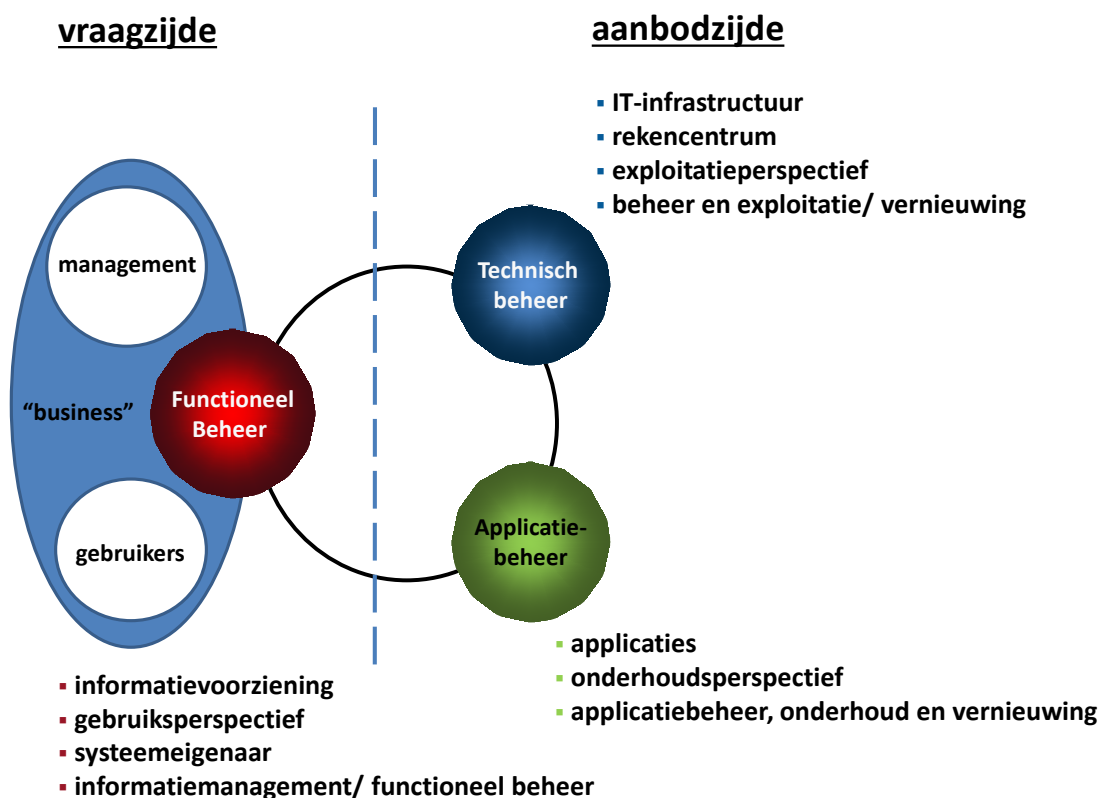 vraagzijde
aanbodzijde
▪ IT-infrastructuur
▪ rekencentrum
▪ exploitatieperspectief
▪ beheer en exploitatie/ vernieuwing
management
Technisch
beheer
“business”
Functioneel
Beheer
gebruikers
Applicatie-
beheer
▪ applicaties
▪ onderhoudsperspectief
▪ applicatiebeheer, onderhoud en vernieuwing
▪ informatievoorziening
▪ gebruiksperspectief
▪ systeemeigenaar
▪ informatiemanagement/ functioneel beheer